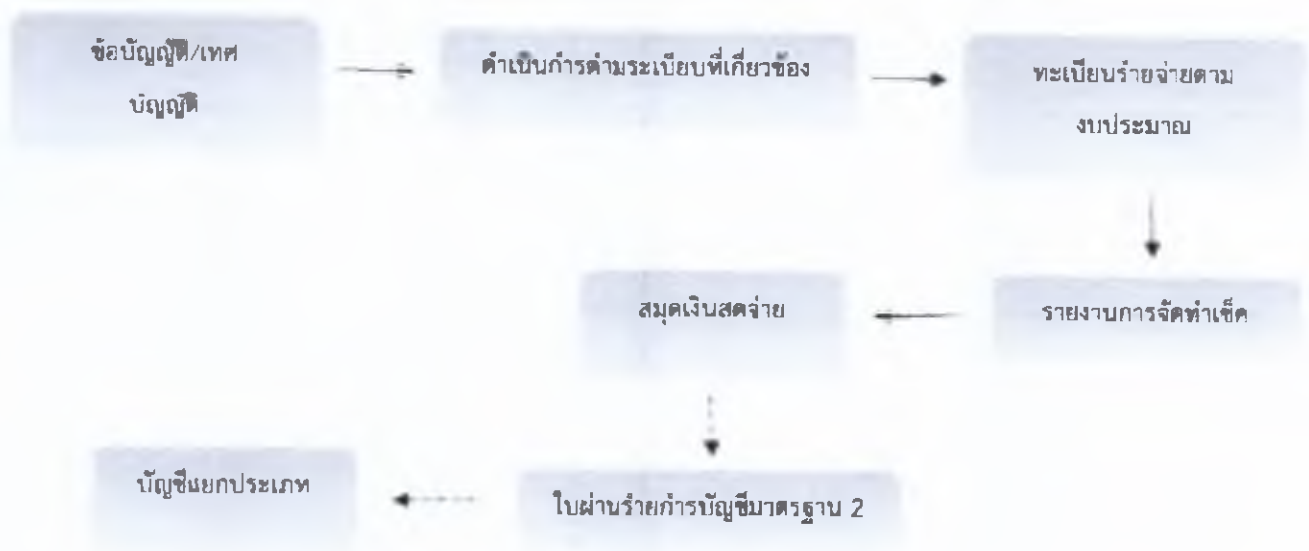 ข้อบัญญัติ/เทศ
บัญญัติ
ดำเนินการตามระเบียบที่เกี่ยวข้อง
ทะเบียนรายจ่ายตาม
งบประมาณ
รายงานการจัดทำเช็ค
สมุดเงินสดจ่าย
ใบผ่านรายการบัญชีมาตรฐาน 2
บัญชีแยกประเภท